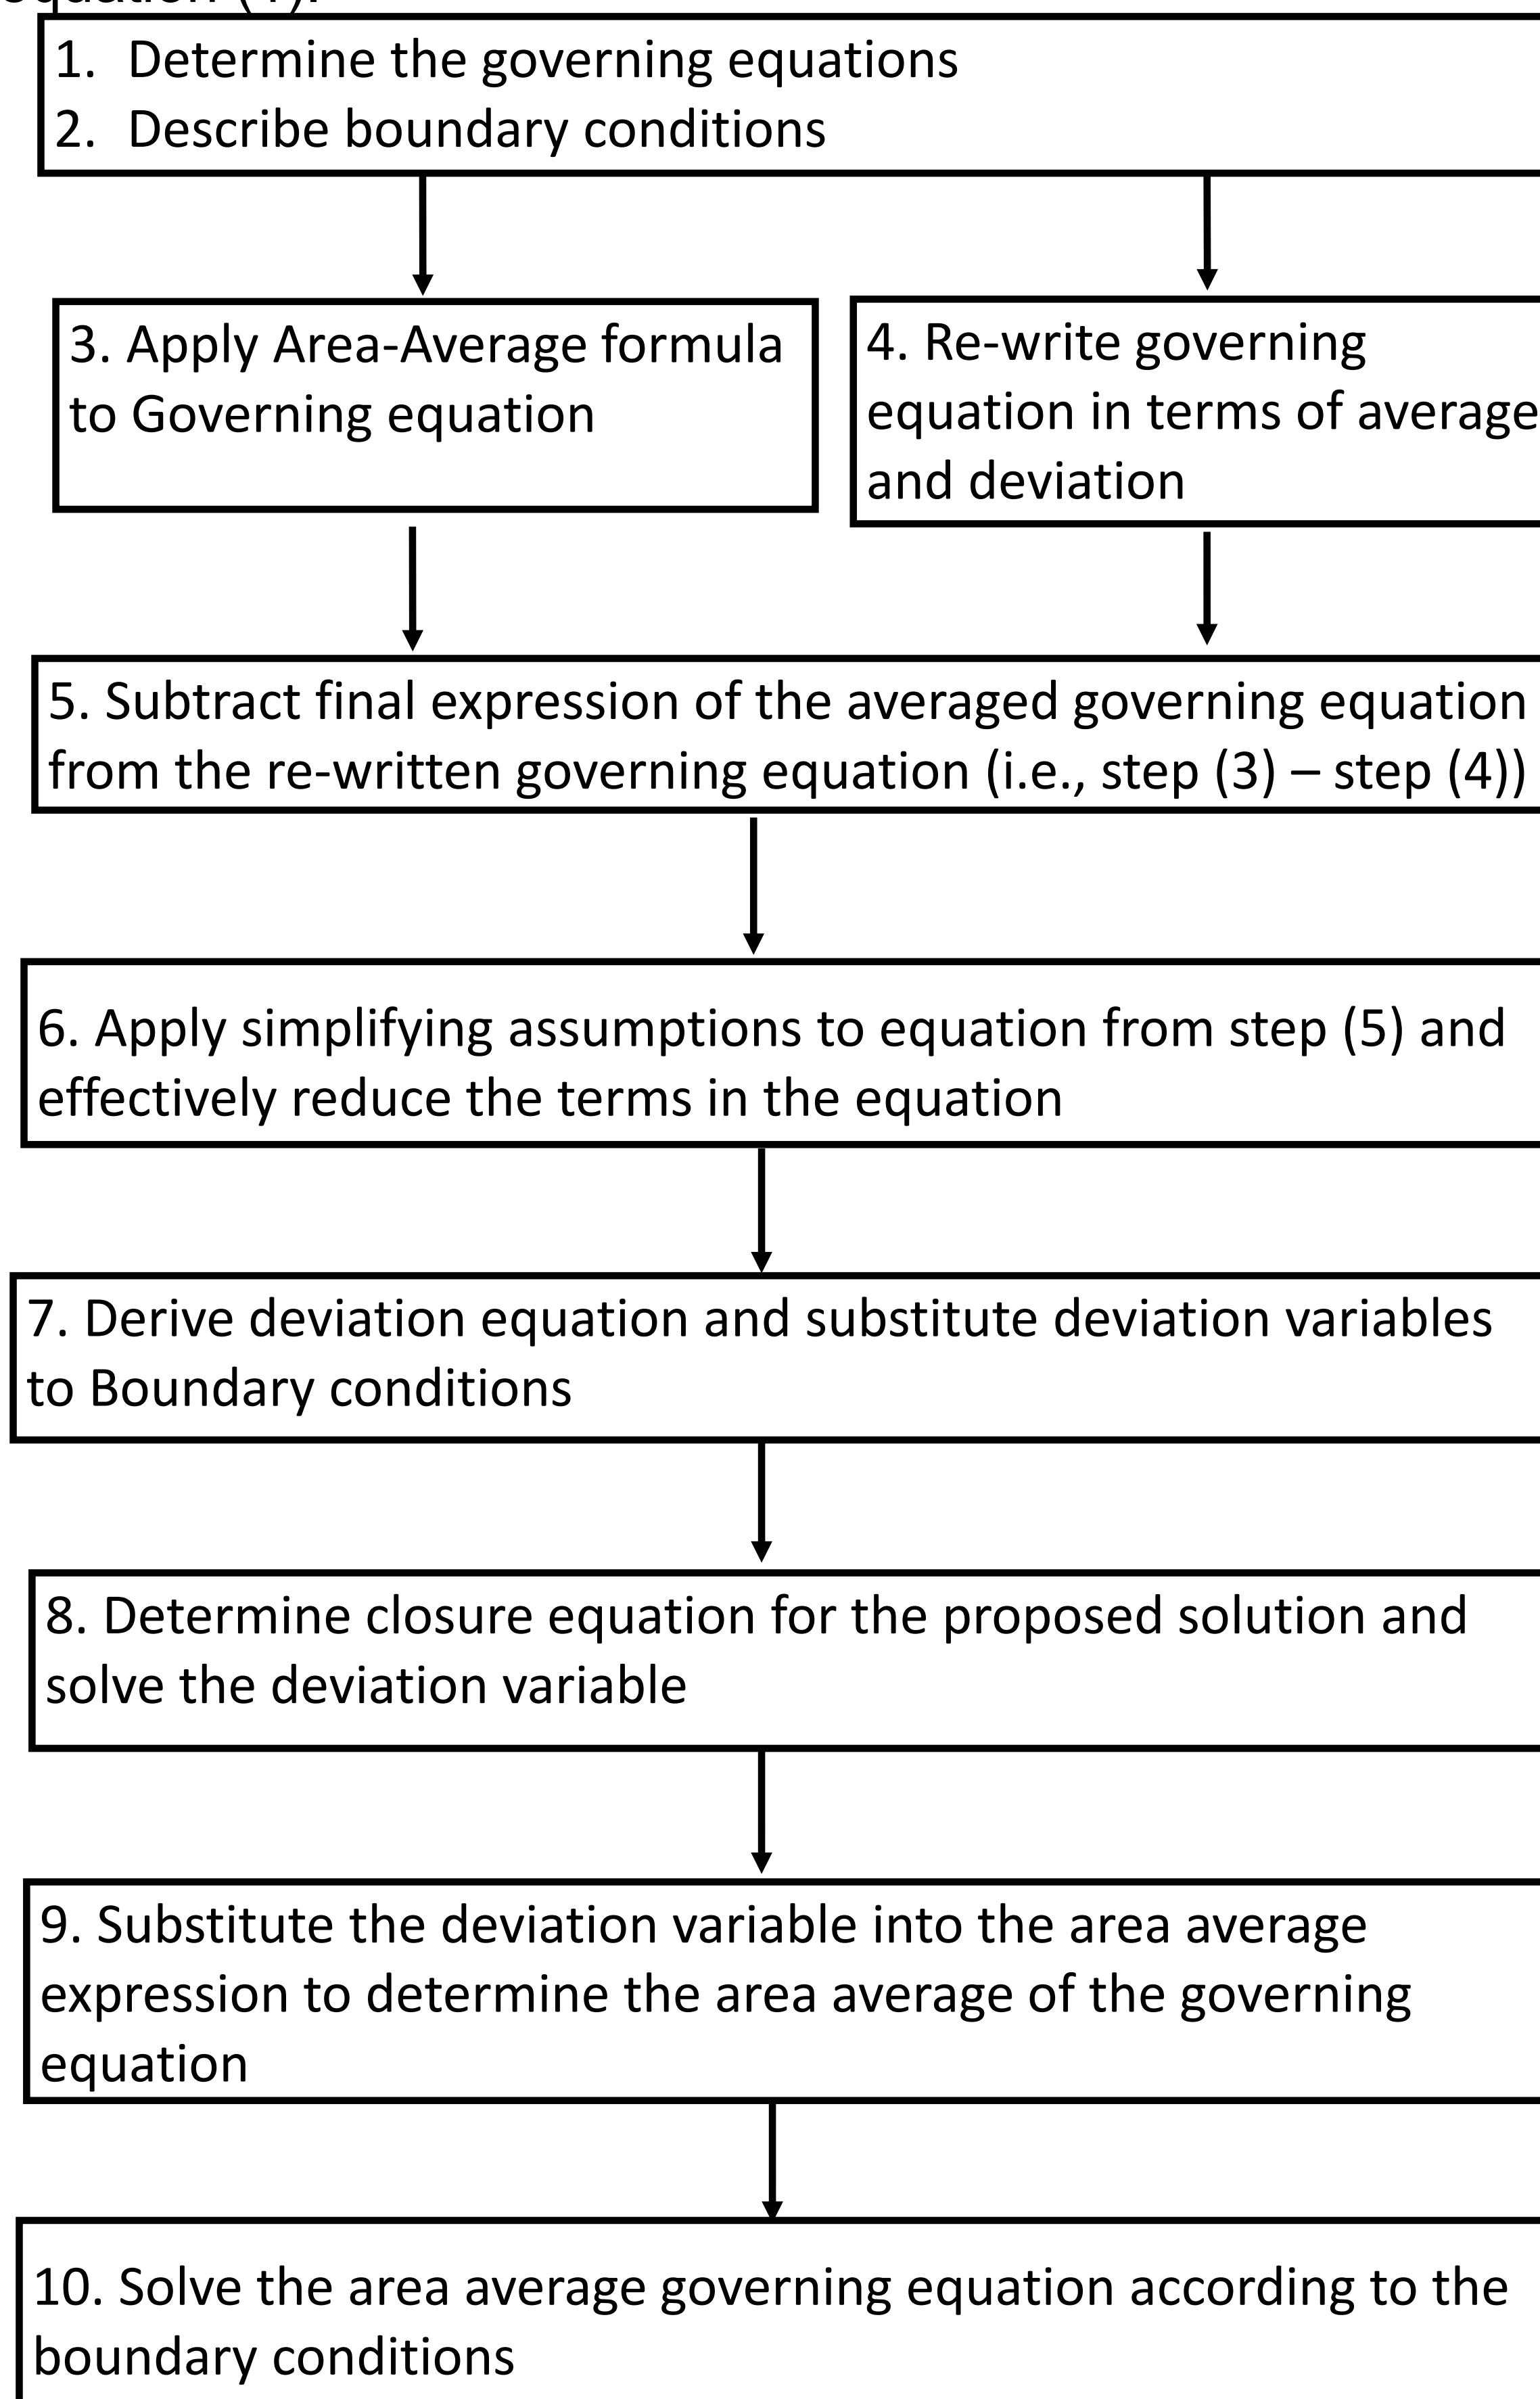 1. Determine the governing equations
2. Describe boundary conditions
3. Apply Area-Average formula
to Governing equation
4. Re-write governing
equation in terms of average
and deviation
5. Subtract final expression of the averaged governing equation
from the re-written governing equation (i.e., step (3) – step (4))
6. Apply simplifying assumptions to equation from step (5) and
effectively reduce the terms in the equation
7. Derive deviation equation and substitute deviation variables
to Boundary conditions
8. Determine closure equation for the proposed solution and
solve the deviation variable
9. Substitute the deviation variable into the area average
expression to determine the area average of the governing
equation
10. Solve the area average governing equation according to the
boundary conditions